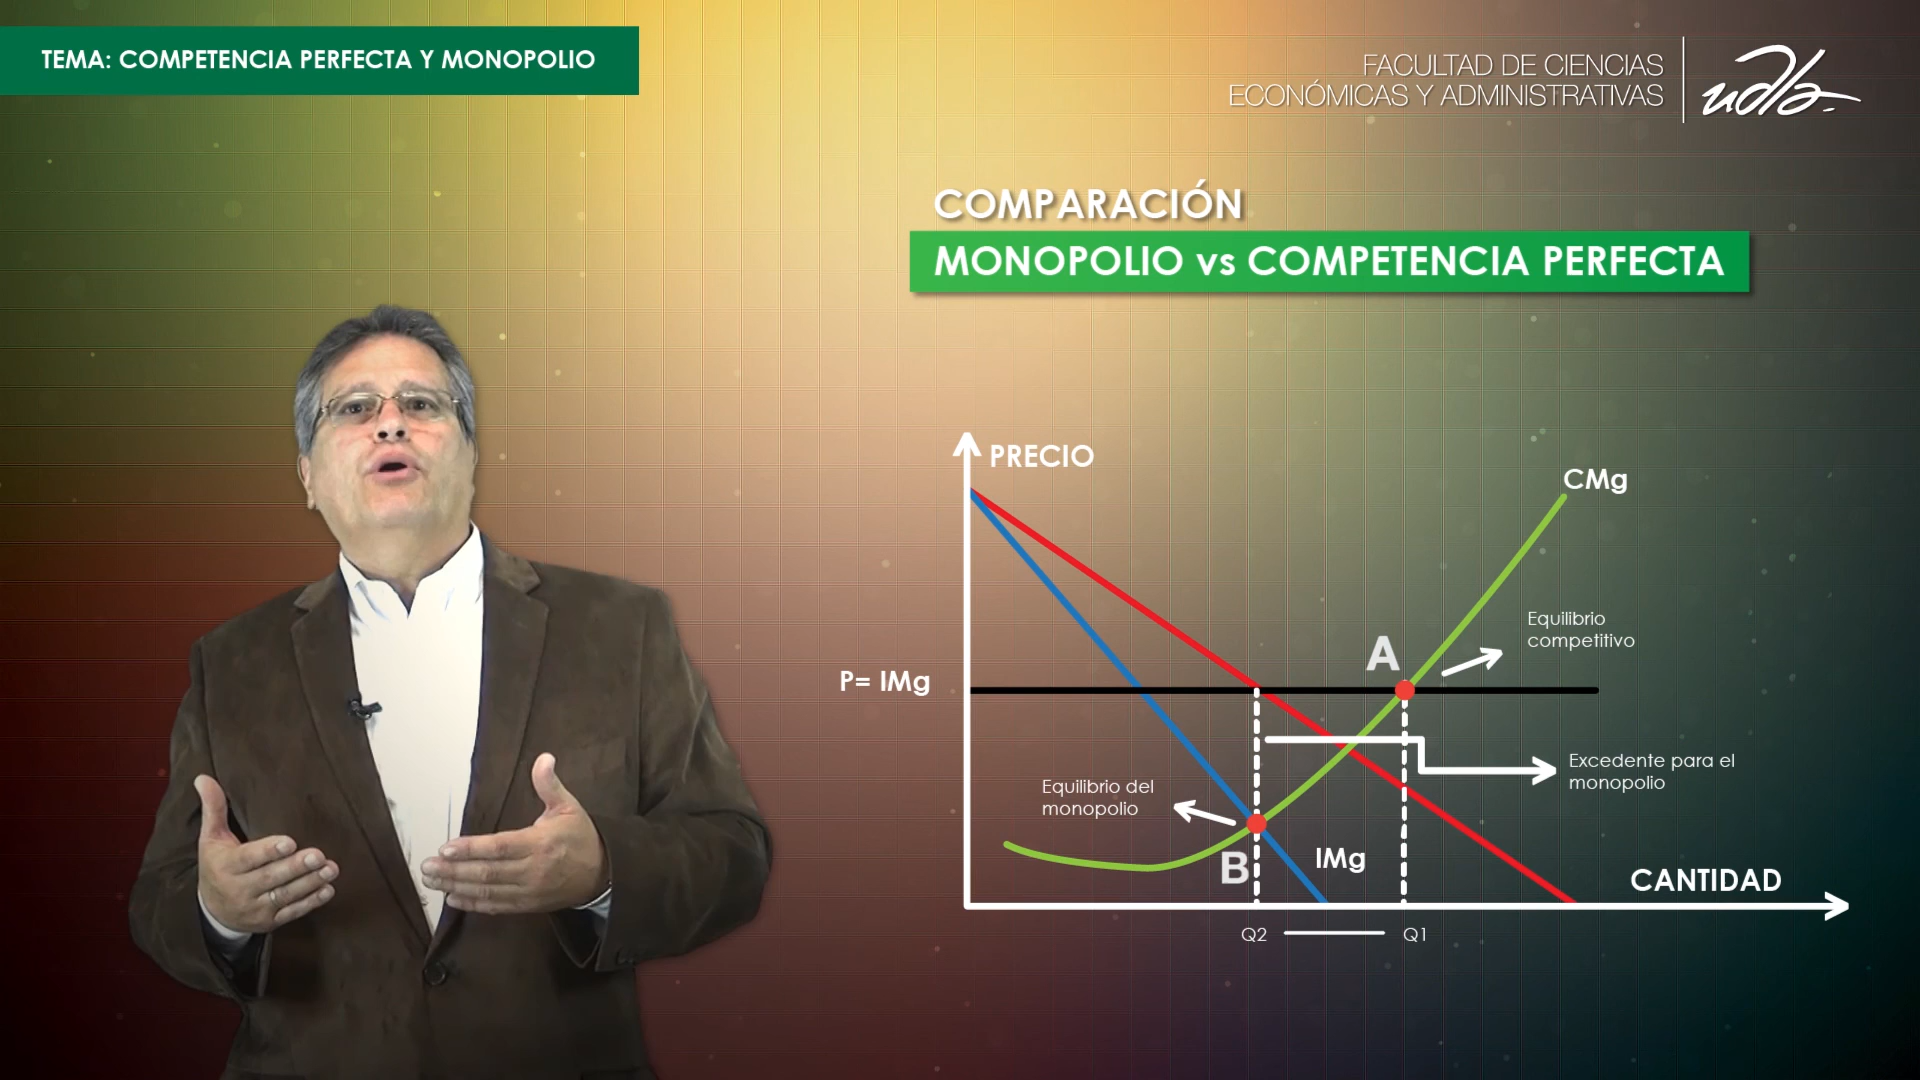 TEMA: COMPETENCIA PERFECTA Y MONOPOLIO
FACULTAD DE CIENCIAS
ECONÓMICAS Y ADMINISTRATIVAS
udla-
COMPARACIÓN
MONOPOLIO vs COMPETENCIA PERFECTA
PRECIO
CMg
Equilibrio
competitivo
A
P= IMg
Excedente para el
monopolio
Equilibrio del
monopolio
B
IMg
CANTIDAD
Q2
Q1